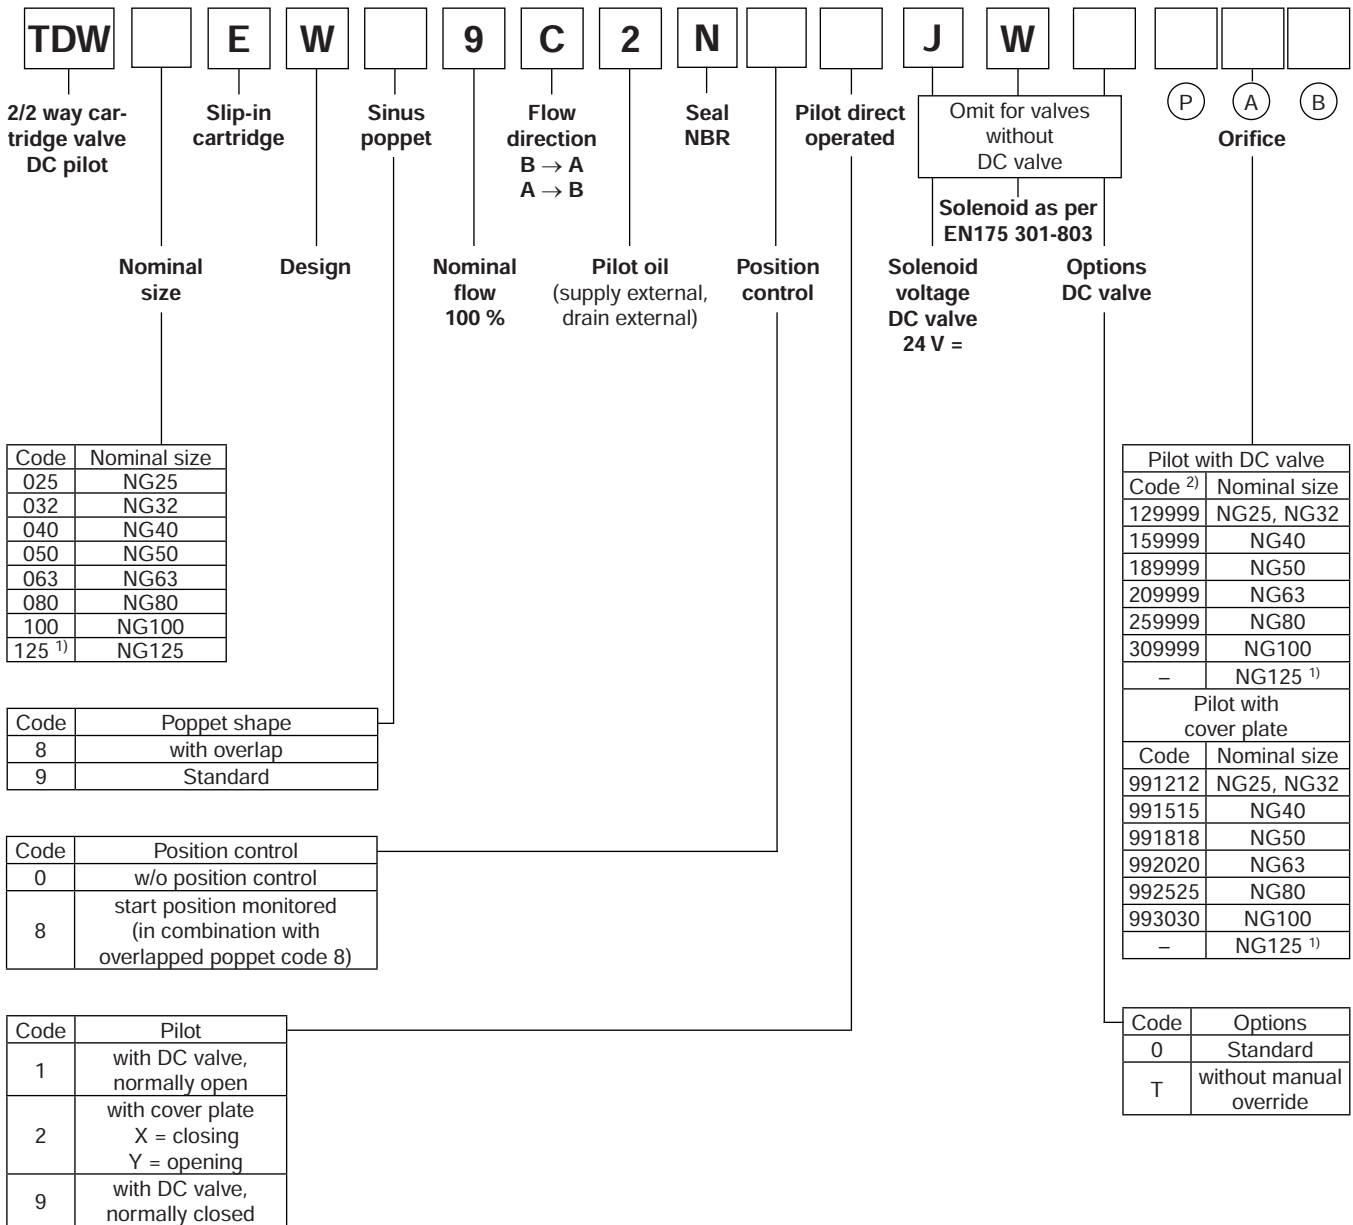 TDW E W 9 C 2 N J W
P A B
2/2 way car-
tridge valve
DC pilot
Slip-in
cartridge
Sinus
poppet
Flow
direction
B → A
A → B
Seal
NBR
Pilot direct
operated
Omit for valves
without
DC valve
Orifice
Solenoid as per
EN175 301-803
Nominal
size
Design
Nominal
flow
100 %
Pilot oil
(supply external,
drain external)
Position
control
Solenoid
voltage
DC valve
24 V =
Options
DC valve
Code Nominal size
025 NG25
032 NG32
040 NG40
050 NG50
063 NG63
080 NG80
100 NG100
125 1) NG125
Code Poppet shape
8 with overlap
9 Standard
Code Position control
0 w/o position control
8 start position monitored
(in combination with
overlapped poppet code 8)
Code Pilot
1 with DC valve,
normally open
2 with cover plate
X = closing
Y = opening
9 with DC valve,
normally closed
Pilot with DC valve
Code 2) Nominal size
129999 NG25, NG32
159999 NG40
189999 NG50
209999 NG63
259999 NG80
309999 NG100
– NG125 1)
Pilot with
cover plate
Code Nominal size
991212 NG25, NG32
991515 NG40
991818 NG50
992020 NG63
992525 NG80
993030 NG100
– NG125 1)
Code Options
0 Standard
T without manual
override